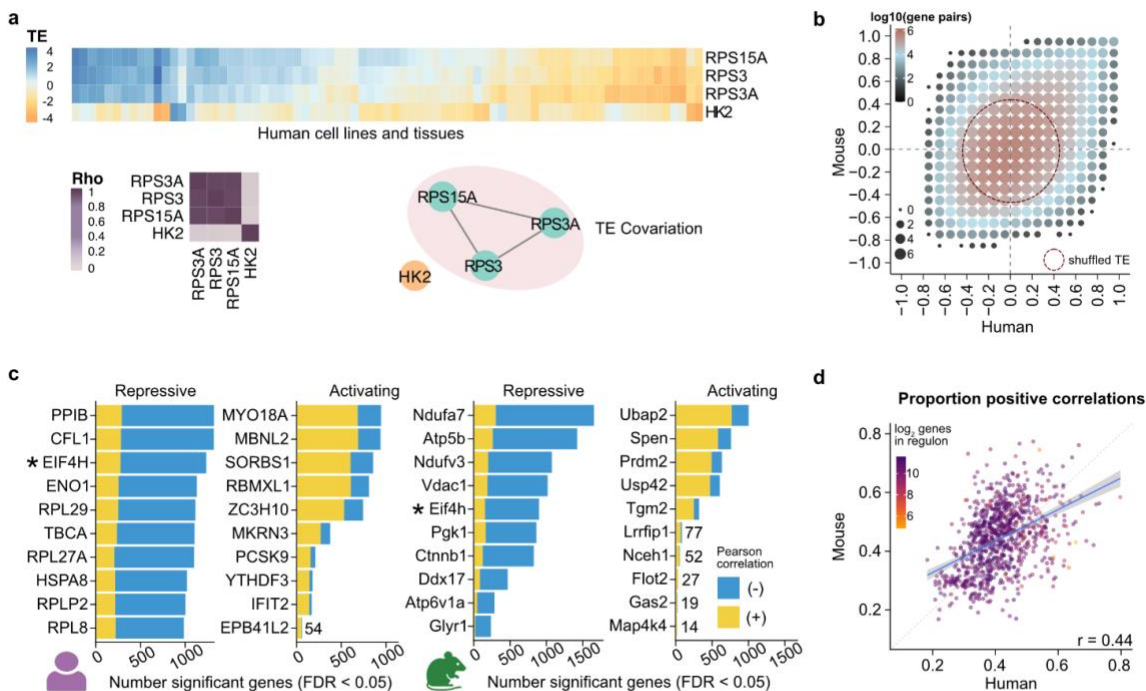 a
TE
4
2
0
-2
-4
RPS15A
RPS3
RPS3A
HK2
Human cell lines and tissues
Rho
1
0.8
0.6
0.4
0.2
0
RPS3A
RPS3
RPS15A
HK2
RPS3A
RPS3
RPS15A
HK2
RPS15A
RPS3A
RPS3
HK2
TE Covariation
b
log10(gene pairs)
6
4
2
0
1.0
0.8
0.6
0.4
0.2
0.0
−0.2
−0.4
−0.6
−0.8
−1.0
Mouse
0
2
4
6
shuffled TE
−1.0
−0.8
−0.6
−0.4
−0.2
0.0
0.2
0.4
0.6
0.8
1.0
Human
c
Repressive
PPIB
CFL1
* EIF4H
ENO1
RPL29
TBCA
RPL27A
HSPA8
RPLP2
RPL8
0 500 1000
Activating
MYO18A
MBNL2
SORBS1
RBMXL1
ZC3H10
MKRN3
PCSK9
YTHDF3
IFIT2
EPB41L2 54
0 500 1000
Number significant genes (FDR < 0.05)
Repressive
Ndufa7
Atp5b
Ndufv3
Vdac1
* Eif4h
Pgk1
Ctnnb1
Ddx17
Atp6v1a
Glyr1
0 500 1000 1500
Activating
Ubap2
Spen
Prdm2
Usp42
Tgm2
Lrrfip1 77
Nceh1 52
Flot2 27
Gas2 19
Map4k4 14
0 500 1000 1500
Number significant genes (FDR < 0.05)
Pearson
correlation
(-)
(+)
d
Proportion positive correlations
log2 genes
in regulon
10
8
6
0.8
0.6
0.4
0.2
Mouse
r = 0.44
0.2 0.4 0.6 0.8
Human